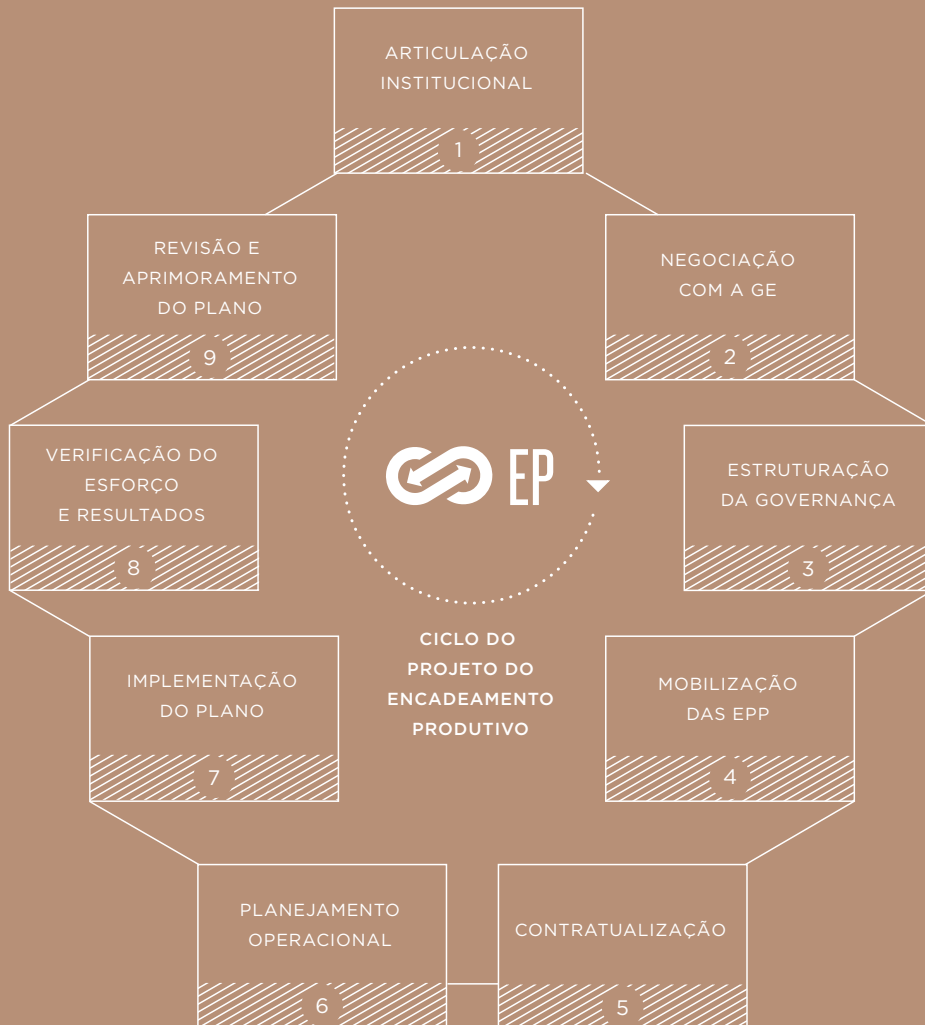 ARTICULAÇÃO
INSTITUCIONAL
1
NEGOCIAÇÃO
COM A GE
2
ESTRUTURAÇÃO
DA GOVERNANÇA
3
MOBILIZAÇÃO
DAS EPP
4
CONTRATUALIZAÇÃO
5
PLANEJAMENTO
OPERACIONAL
6
IMPLEMENTAÇÃO
DO PLANO
7
VERIFICAÇÃO DO
ESFORÇO
E RESULTADOS
8
REVISÃO E
APRIMORAMENTO
DO PLANO
9
EP
CICLO DO
PROJETO DO
ENCADEAMENTO
PRODUTIVO